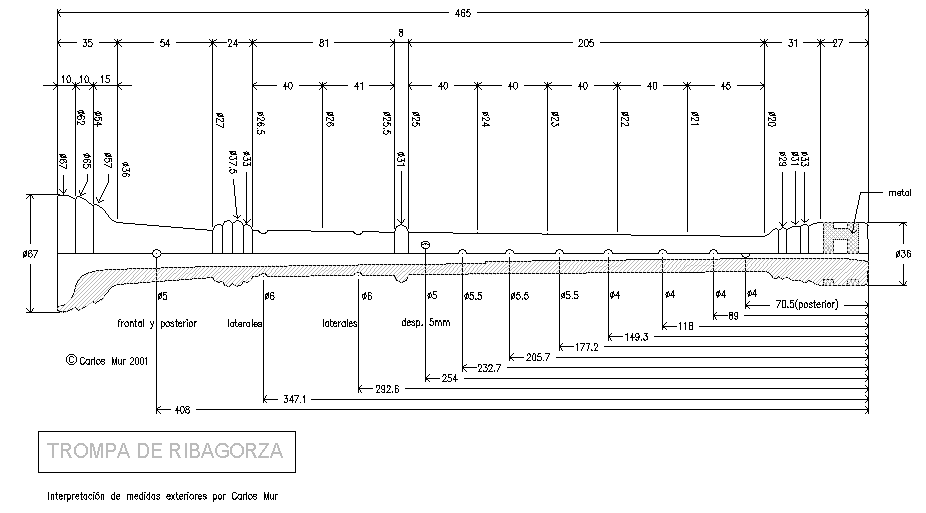 465
35 54 24 81 8 205 31 27
10 10 15 40 41 40 40 40 40 45
ø62 ø54 ø27 ø26.5 ø26 ø25.5 ø25 ø24 ø23 ø22 ø21 ø20
ø67 ø65 ø57 ø36 ø37.5 ø33 ø31 ø29 ø31 ø33
metal
ø67 ø36
ø5 ø6 ø6 ø5 ø5.5 ø5.5 ø5.5 ø4 ø4 ø4 ø4
70.5(posterior)
frontal y posterior laterales laterales desp. 5mm 89
118
149.3
177.2
© Carlos Mur 2001 205.7
232.7
254
292.6
347.1
408
TROMPA DE RIBAGORZA
Interpretación de medidas exteriores por Carlos Mur